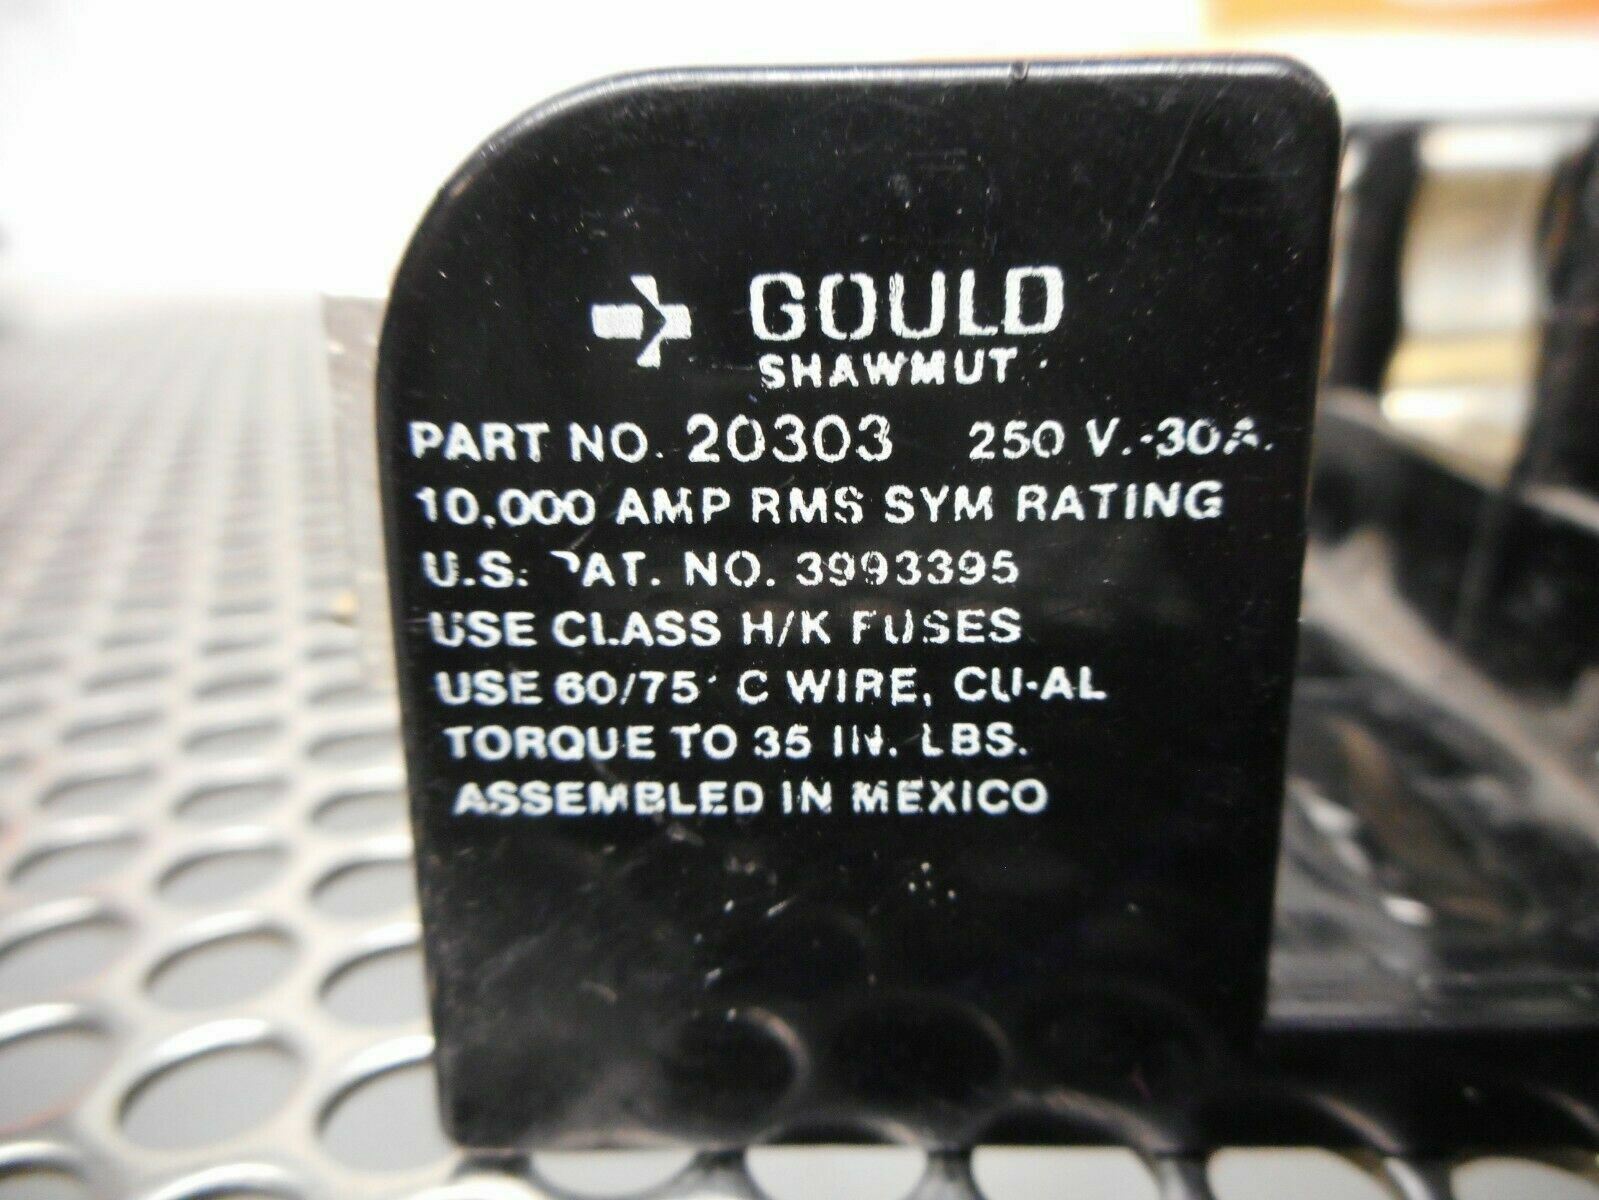 GOULD
SHAWMUT
PART NO. 20303 250 V.-30A.
10,000 AMP RMS SYM RATING
U.S. PAT. NO. 3993395
USE CLASS H/K FUSES
USE 60/75° C WIRE, CU-AL
TORQUE TO 35 IN. LBS.
ASSEMBLED IN MEXICO